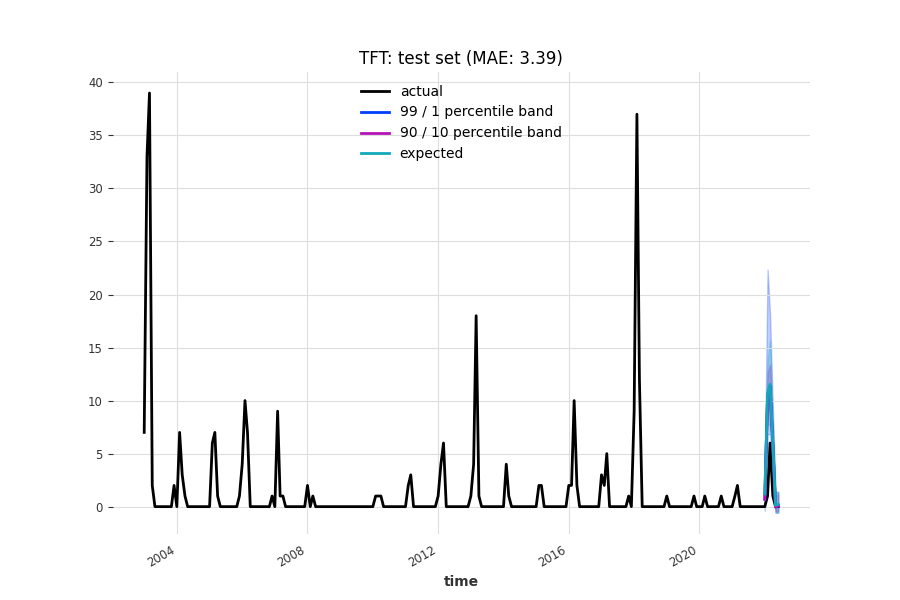 TFT: test set (MAE: 3.39)
actual
99 / 1 percentile band
90 / 10 percentile band
expected
40
35
30
25
20
15
10
5
0
2004
2008
2012
2016
2020
time